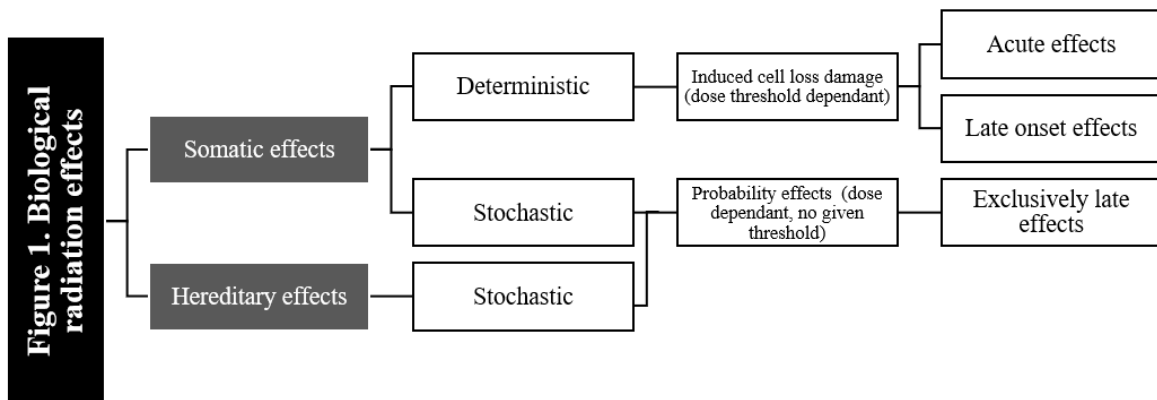 Figure 1. Biological
radiation effects
Somatic effects
Hereditary effects
Deterministic
Stochastic
Stochastic
Induced cell loss damage
(dose threshold dependant)
Probability effects (dose
dependant, no given
threshold)
Acute effects
Late onset effects
Exclusively late
effects